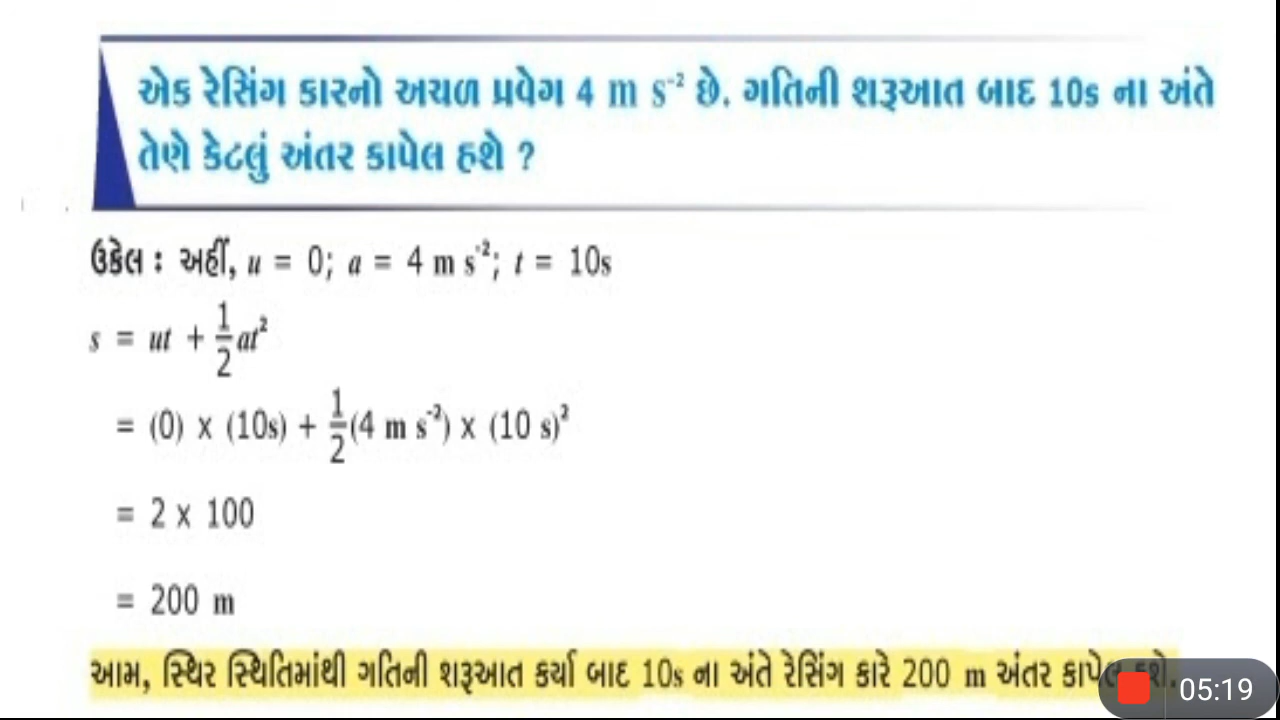 એક રેસિંગ કારનો અચળ પ્રવેગ 4 m s⁻² છે. ગતિની શરૂઆત બાદ 10s ના અંતે
તેણે કેટલું અંતર કાપેલ હશે ?
ઉકેલ : અહીં, u = 0; a = 4 m s⁻²; t = 10s
s = ut + 1/2 at²
= (0) x (10s) + 1/2 (4 m s⁻²) x (10 s)²
= 2 x 100
= 200 m
આમ, સ્થિર સ્થિતિમાંથી ગતિની શરૂઆત કર્યા બાદ 10s ના અંતે રેસિંગ કારે 200 m અંતર કાપેલ હશે.
05:19